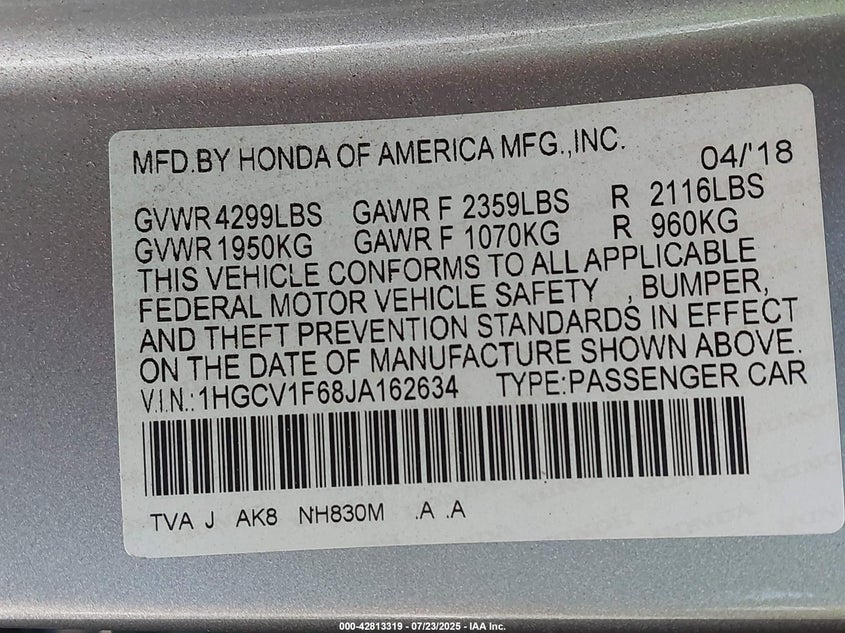 MFD.BY HONDA OF AMERICA MFG.,INC. 04/'18
GVWR 4299LBS GAWR F 2359LBS R 2116LBS
GVWR 1950KG GAWR F 1070KG R 960KG
THIS VEHICLE CONFORMS TO ALL APPLICABLE
FEDERAL MOTOR VEHICLE SAFETY , BUMPER,
AND THEFT PREVENTION STANDARDS IN EFFECT
ON THE DATE OF MANUFACTURE SHOWN ABOVE.
V.I.N.:1HGCV1F68JA162634 TYPE:PASSENGER CAR
TVA J AK8 NH830M .A .A
000-42813319 - 07/23/2025 - IAA Inc.